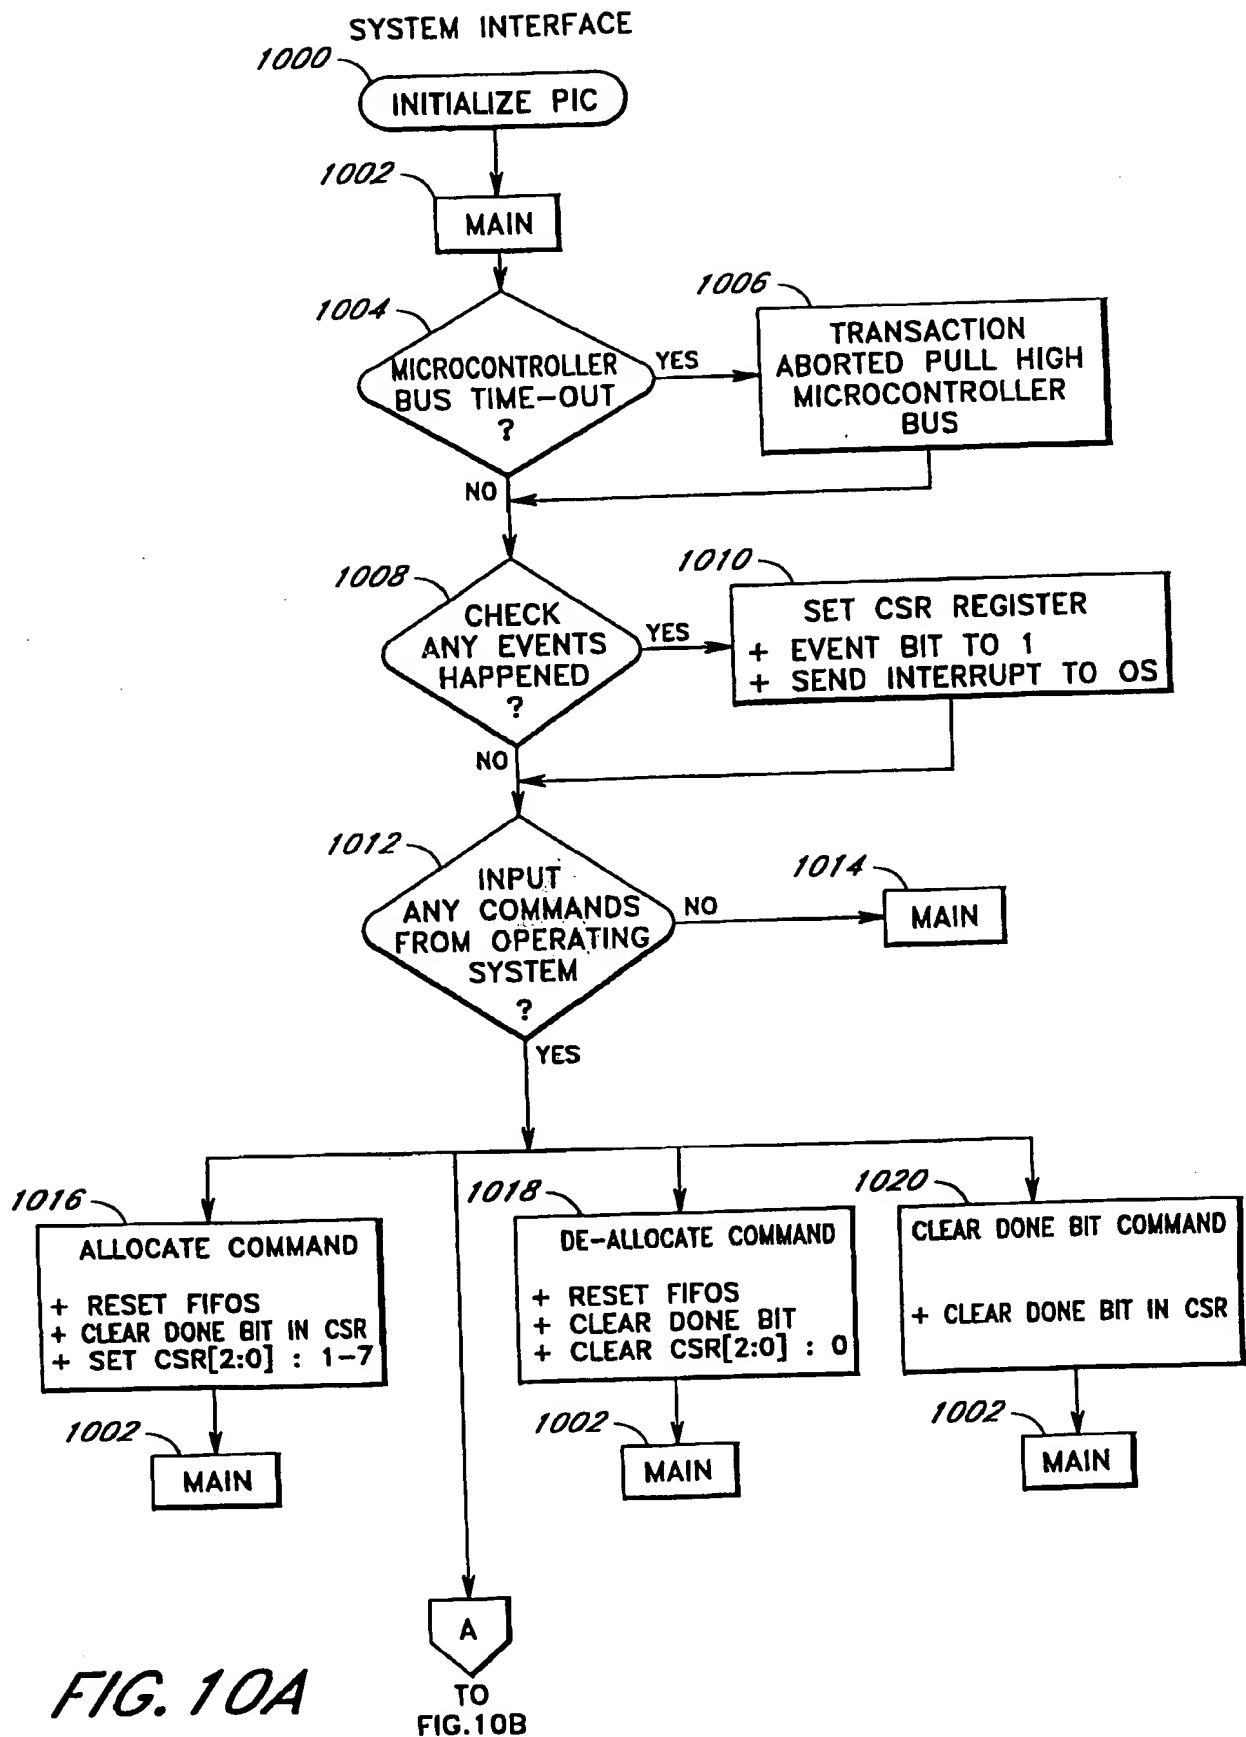 SYSTEM INTERFACE
1000
INITIALIZE PIC
1002
MAIN
1004
MICROCONTROLLER
BUS TIME-OUT
?
YES
NO
1006
TRANSACTION
ABORTED PULL HIGH
MICROCONTROLLER
BUS
1008
CHECK
ANY EVENTS
HAPPENED
?
YES
NO
1010
SET CSR REGISTER
+ EVENT BIT TO 1
+ SEND INTERRUPT TO OS
1012
INPUT
ANY COMMANDS
FROM OPERATING
SYSTEM
?
NO
YES
1014
MAIN
1016
ALLOCATE COMMAND
+ RESET FIFOS
+ CLEAR DONE BIT IN CSR
+ SET CSR[2:0] : 1-7
1002
MAIN
1018
DE-ALLOCATE COMMAND
+ RESET FIFOS
+ CLEAR DONE BIT
+ CLEAR CSR[2:0] : 0
1002
MAIN
1020
CLEAR DONE BIT COMMAND
+ CLEAR DONE BIT IN CSR
1002
MAIN
A
TO
FIG.10B
FIG. 10A